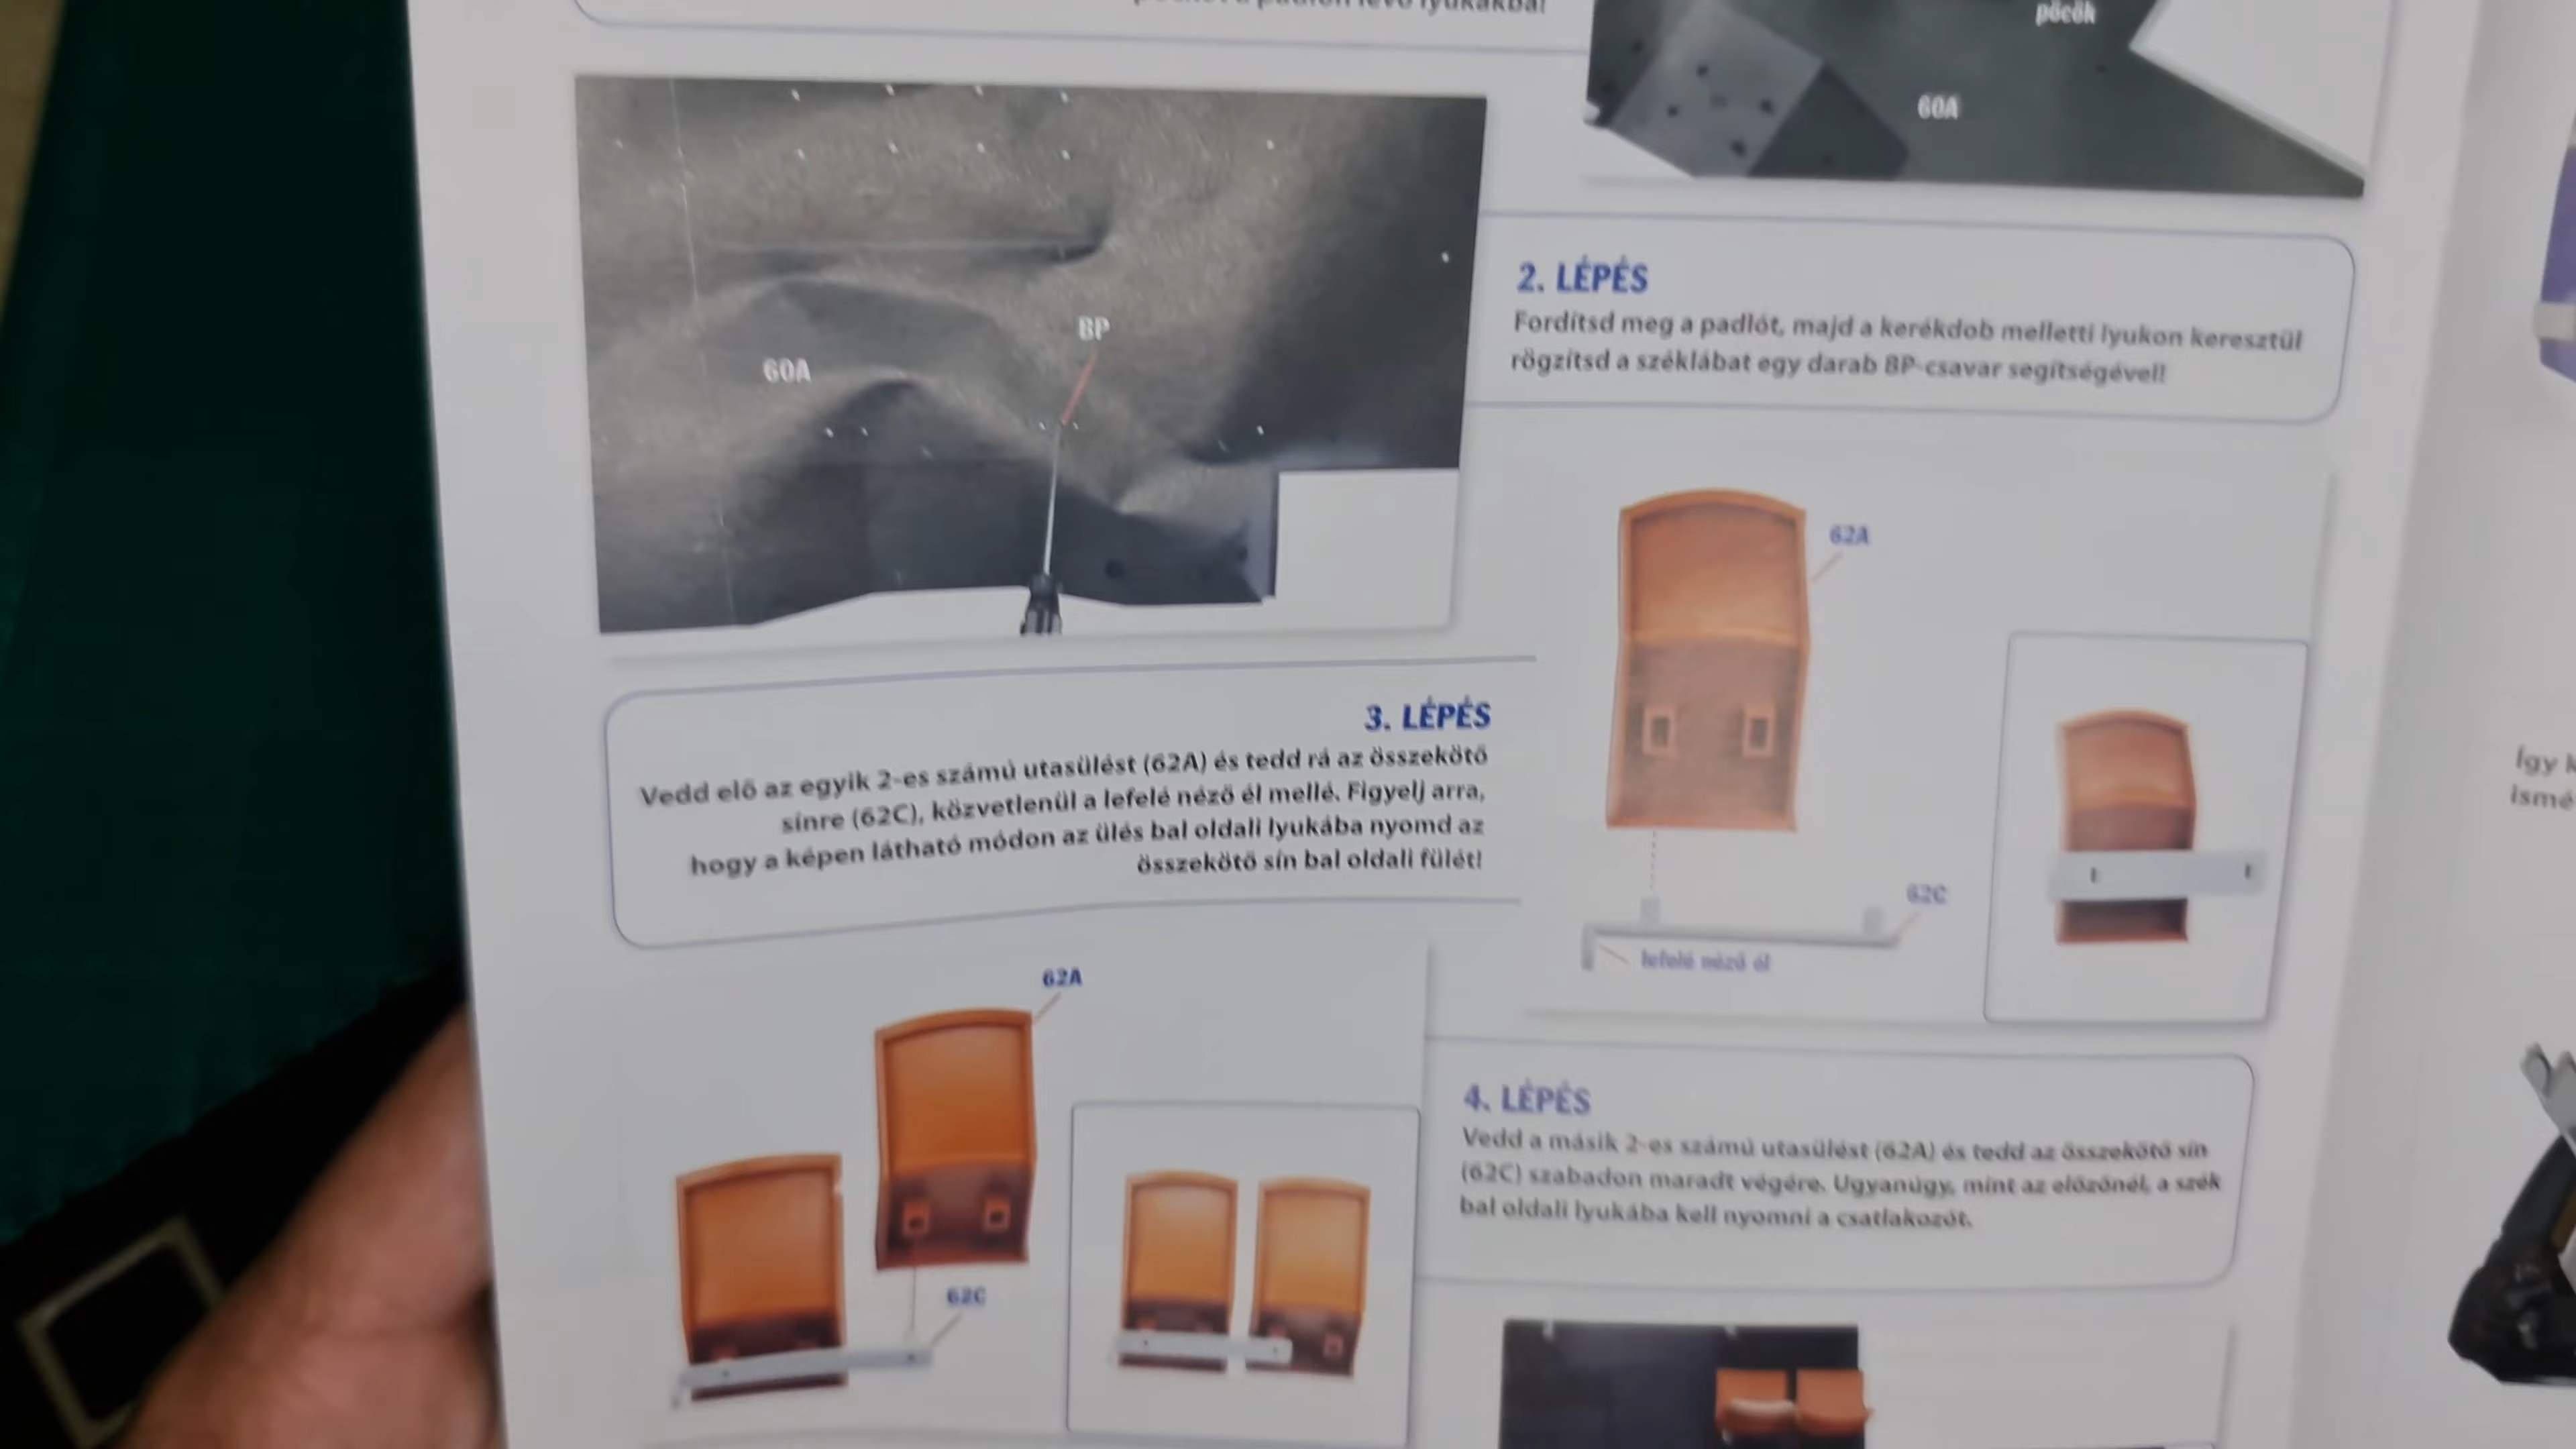 a padlón lévő lyukakba!
pöcök
60A
BP
60A
2. LÉPÉS
Fordítsd meg a padlót, majd a kerékdob melletti lyukon keresztül
rögzítsd a széklábat egy darab BP-csavar segítségével!
62A
62C
lefelé néző él
3. LÉPÉS
Vedd elő az egyik 2-es számú utasülést (62A) és tedd rá az összekötő
sínre (62C), közvetlenül a lefelé néző él mellé. Figyelj arra,
hogy a képen látható módon az ülés bal oldali lyukába nyomd az
összekötő sín bal oldali fülét!
62A
62C
4. LÉPÉS
Vedd a másik 2-es számú utasülést (62A) és tedd az összekötő sín
(62C) szabadon maradt végére. Ugyanúgy, mint az előzőnél, a szék
bal oldali lyukába kell nyomni a csatlakozót.
Így